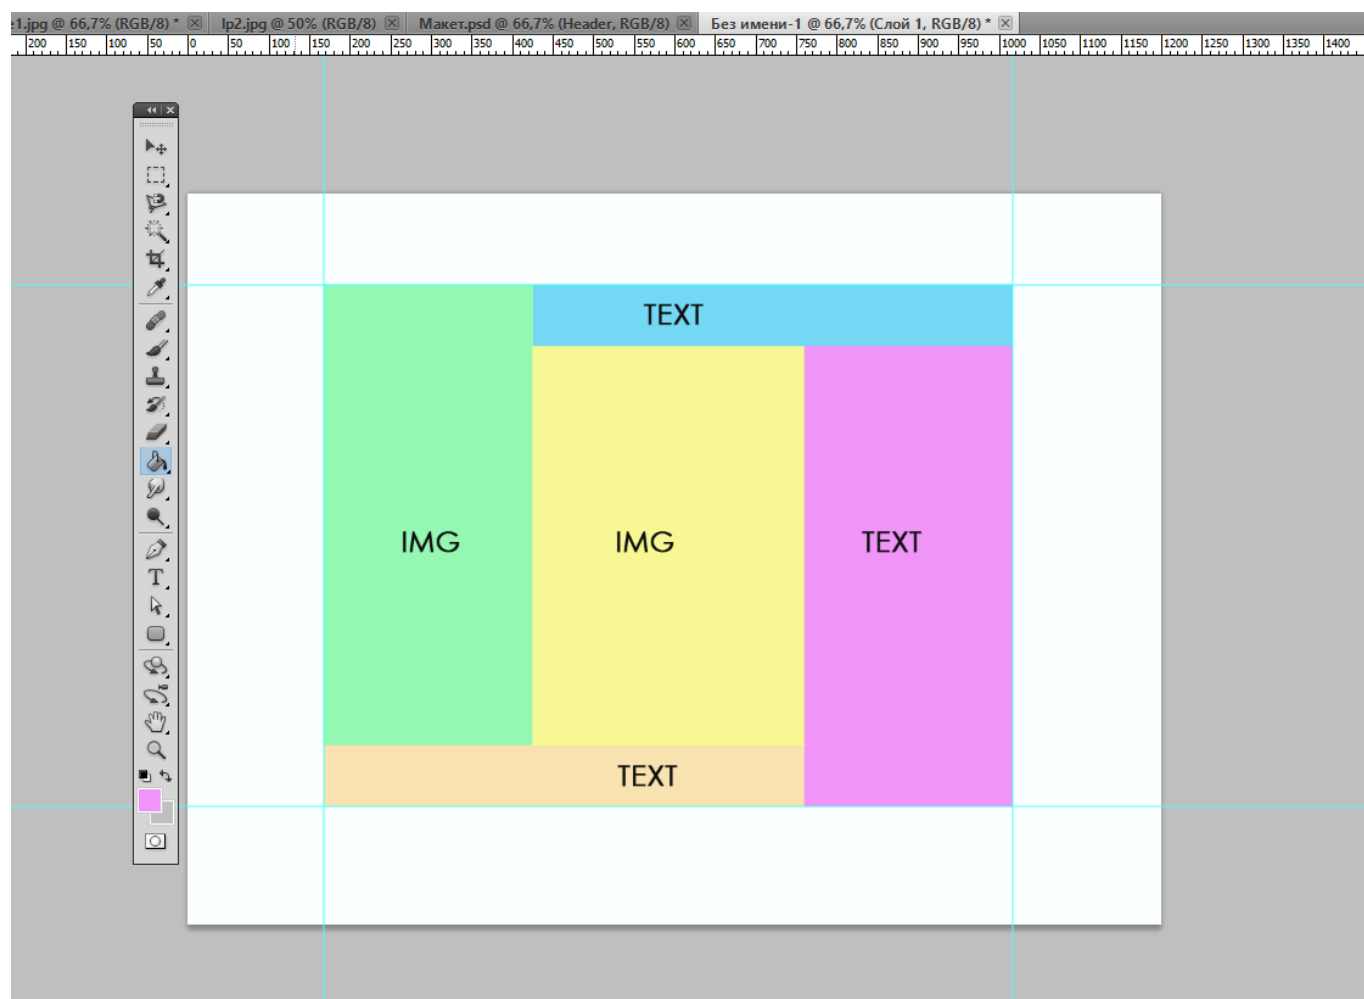 e1.jpg @ 66,7% (RGB/8) * lp2.jpg @ 50% (RGB/8) Макет.psd @ 66,7% (Header, RGB/8) Без имени-1 @ 66,7% (Слой 1, RGB/8) *
200 150 100 50 0 50 100 150 200 250 300 350 400 450 500 550 600 650 700 750 800 850 900 950 1000 1050 1100 1150 1200 1250 1300 1350 1400
TEXT
IMG IMG TEXT
TEXT